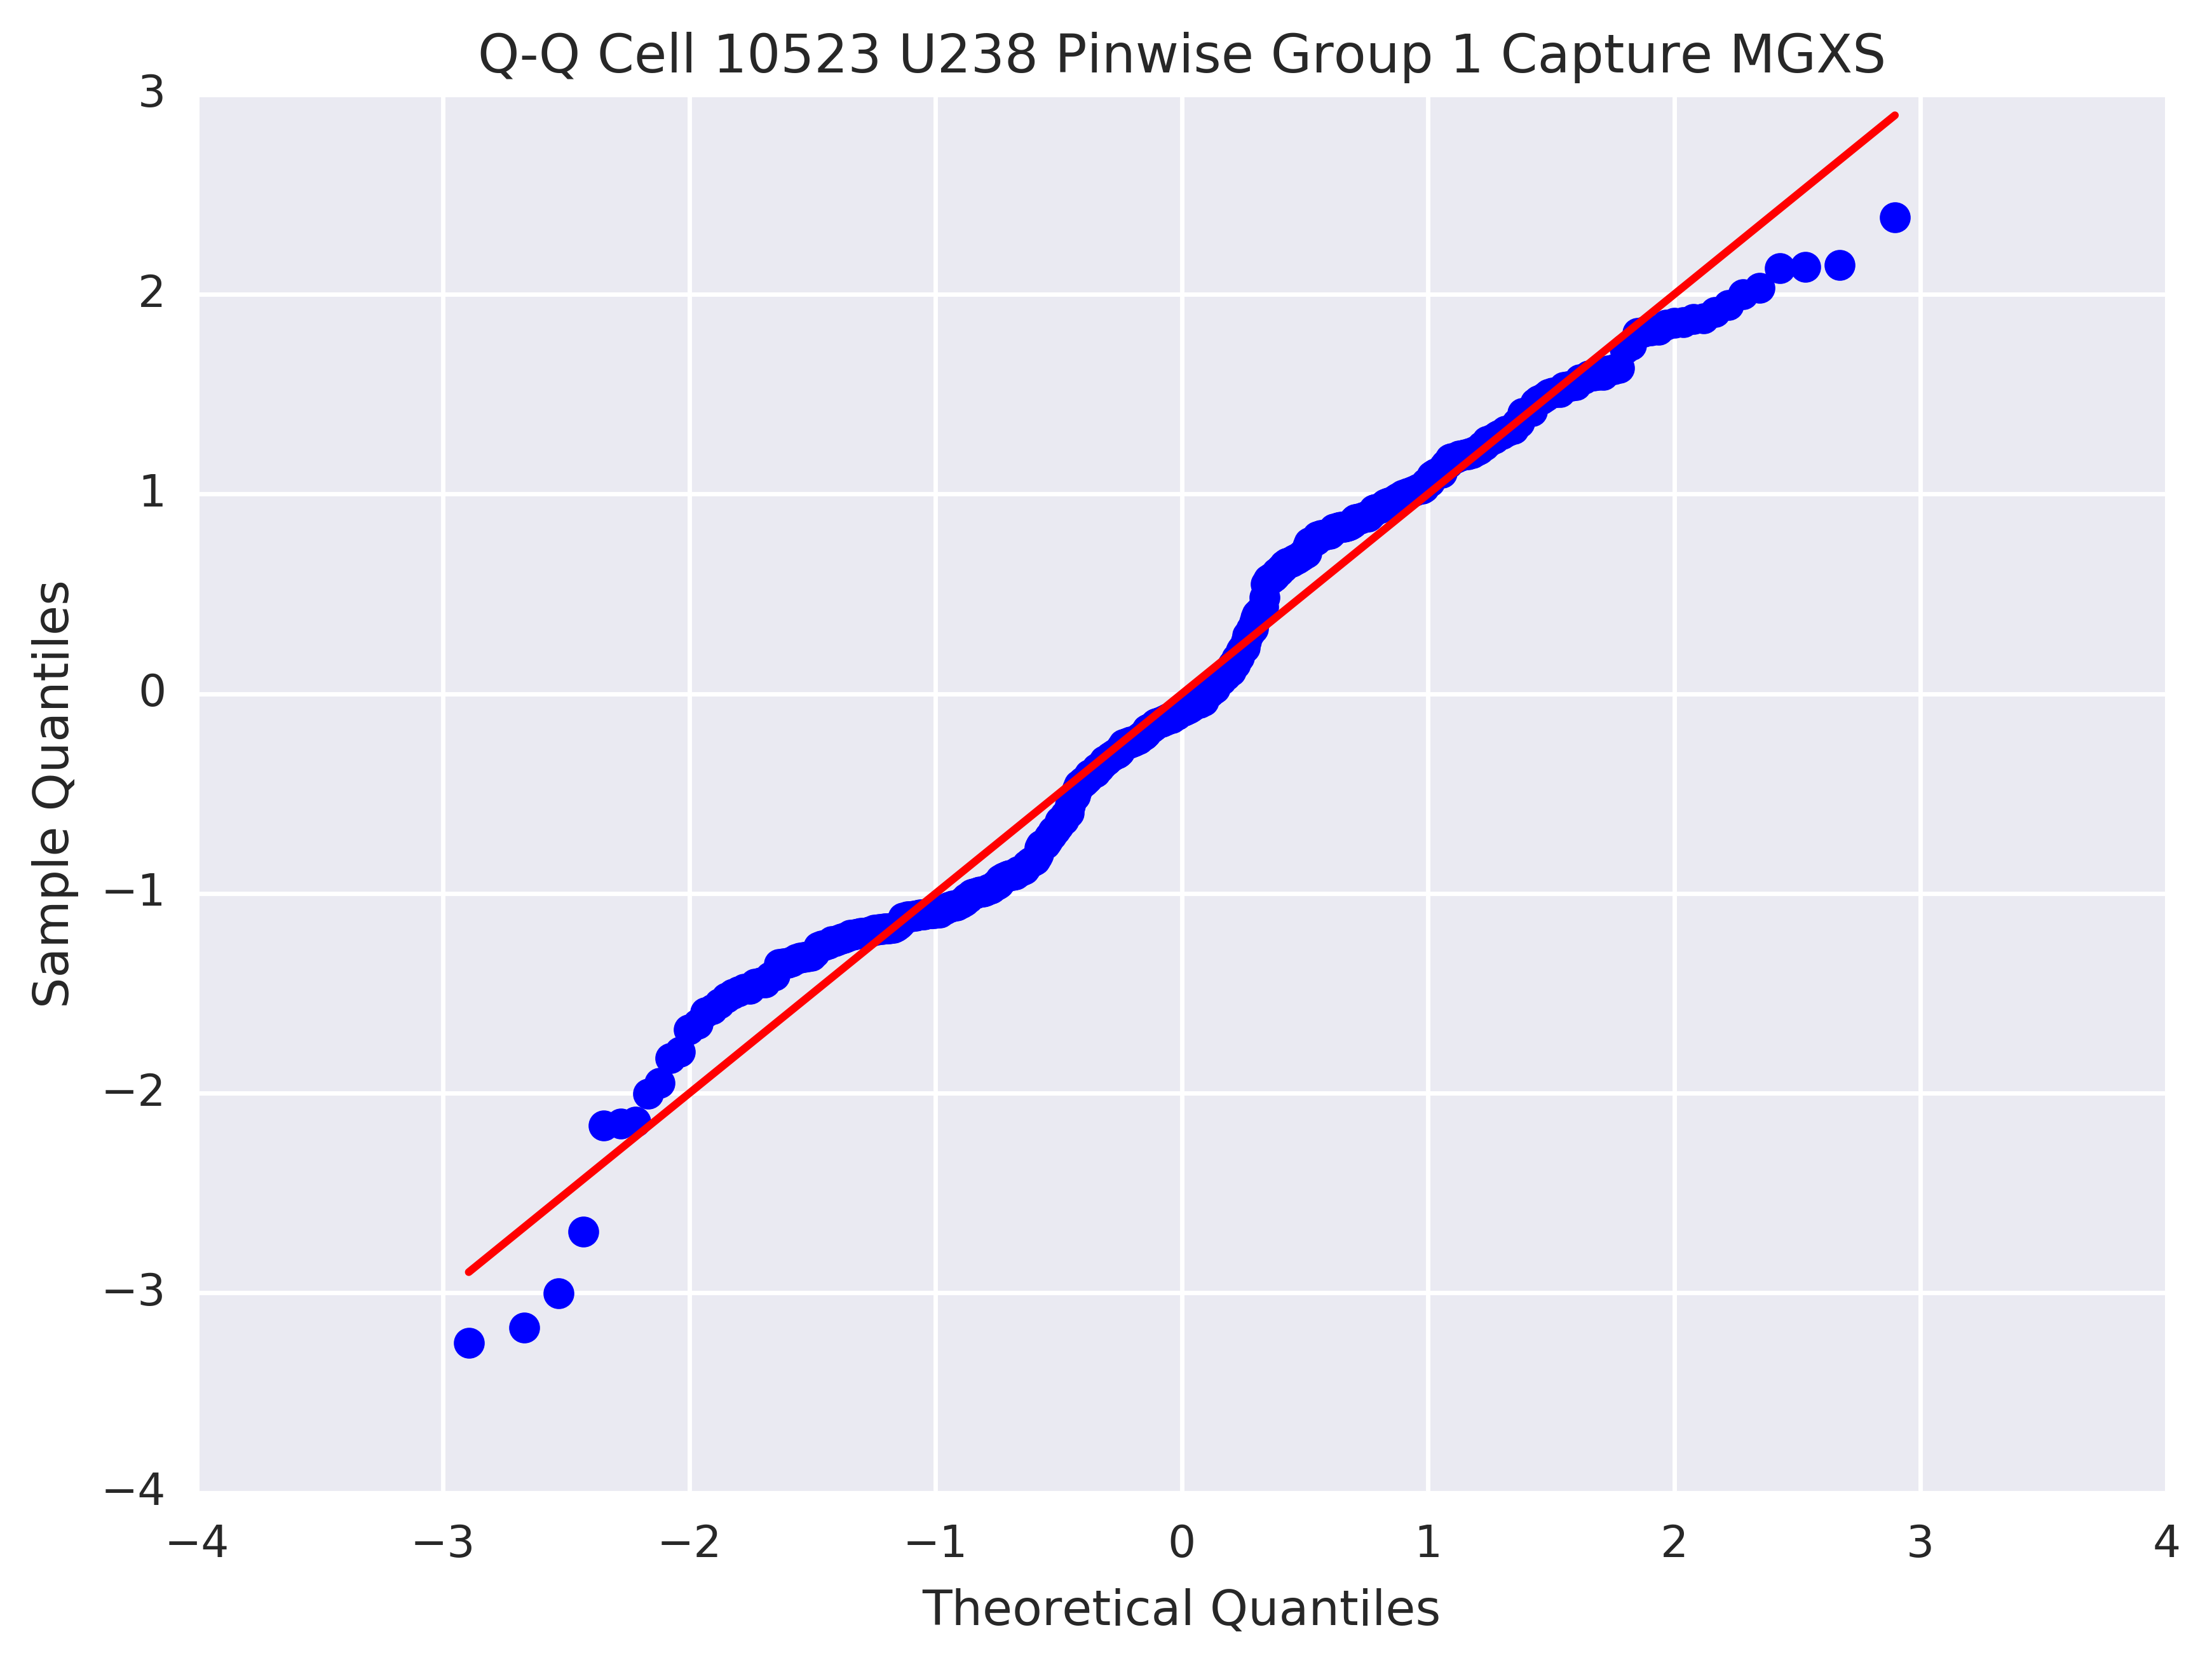 Q-Q Cell 10523 U238 Pinwise Group 1 Capture MGXS
3
2
1
0
−1
−2
−3
−4
Sample Quantiles
−4 −3 −2 −1 0 1 2 3 4
Theoretical Quantiles